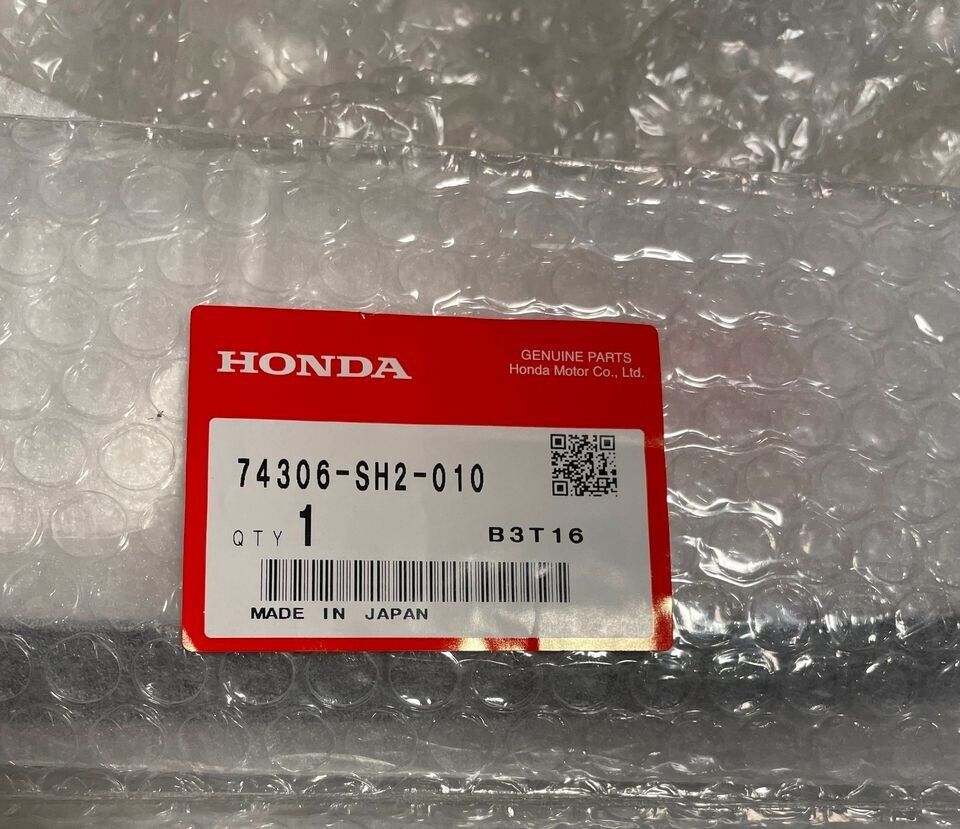 HONDA
GENUINE PARTS
Honda Motor Co., Ltd.
74306-SH2-010
QTY 1
B3T16
MADE IN JAPAN